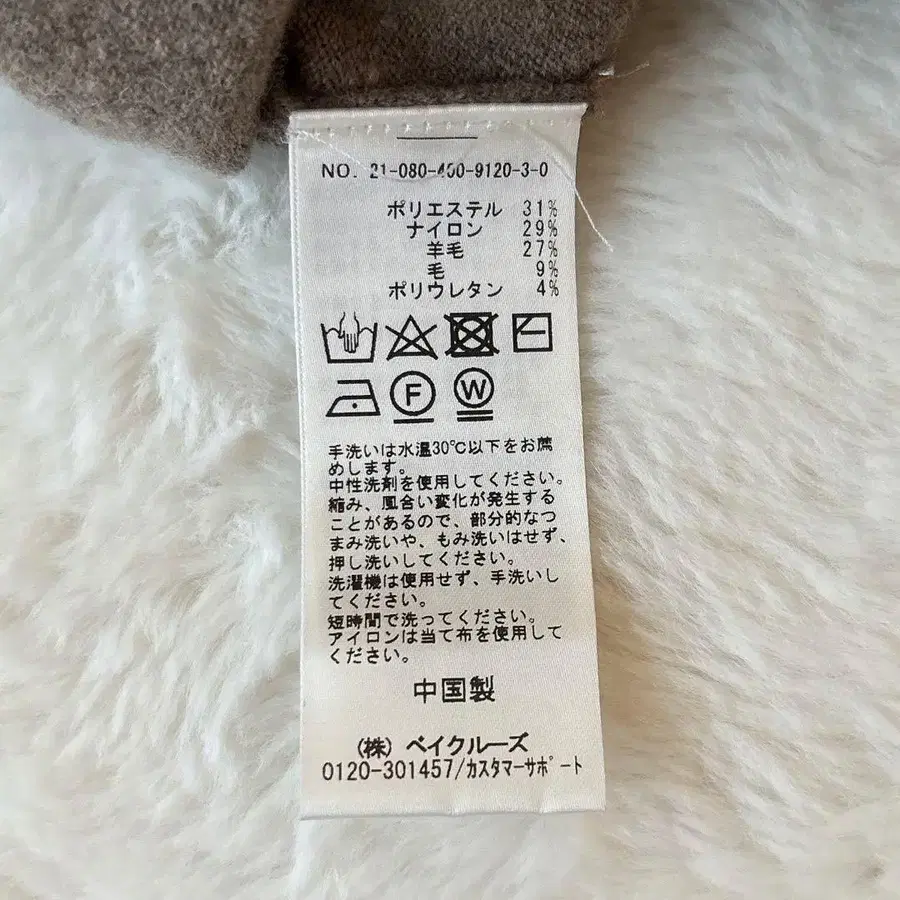 NO. 21-080-400-9120-3-0
ポリエステル 31%
ナイロン 29%
羊毛 27%
毛 9%
ポリウレタン 4%
F W
手洗いは水温30℃以下をお薦
めします。
中性洗剤を使用してください。
縮み、風合い変化が発生する
ことがあるので、部分的なつ
まみ洗いや、もみ洗いはせず、
押し洗いしてください。
洗濯機は使用せず、手洗いし
てください。
短時間で洗ってください。
アイロンは当て布を使用して
ください。
中国製
(株) ベイクルーズ
0120-301457/カスタマーサポート